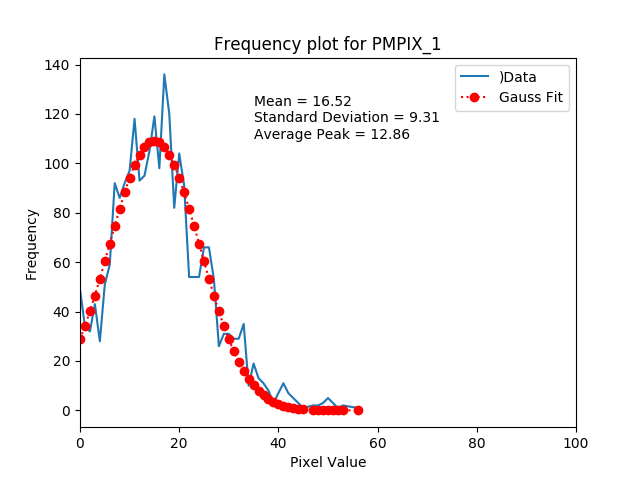 Frequency plot for PMPIX_1
)Data
Gauss Fit
Mean = 16.52
Standard Deviation = 9.31
Average Peak = 12.86
Frequency
140
120
100
80
60
40
20
0
0 20 40 60 80 100
Pixel Value